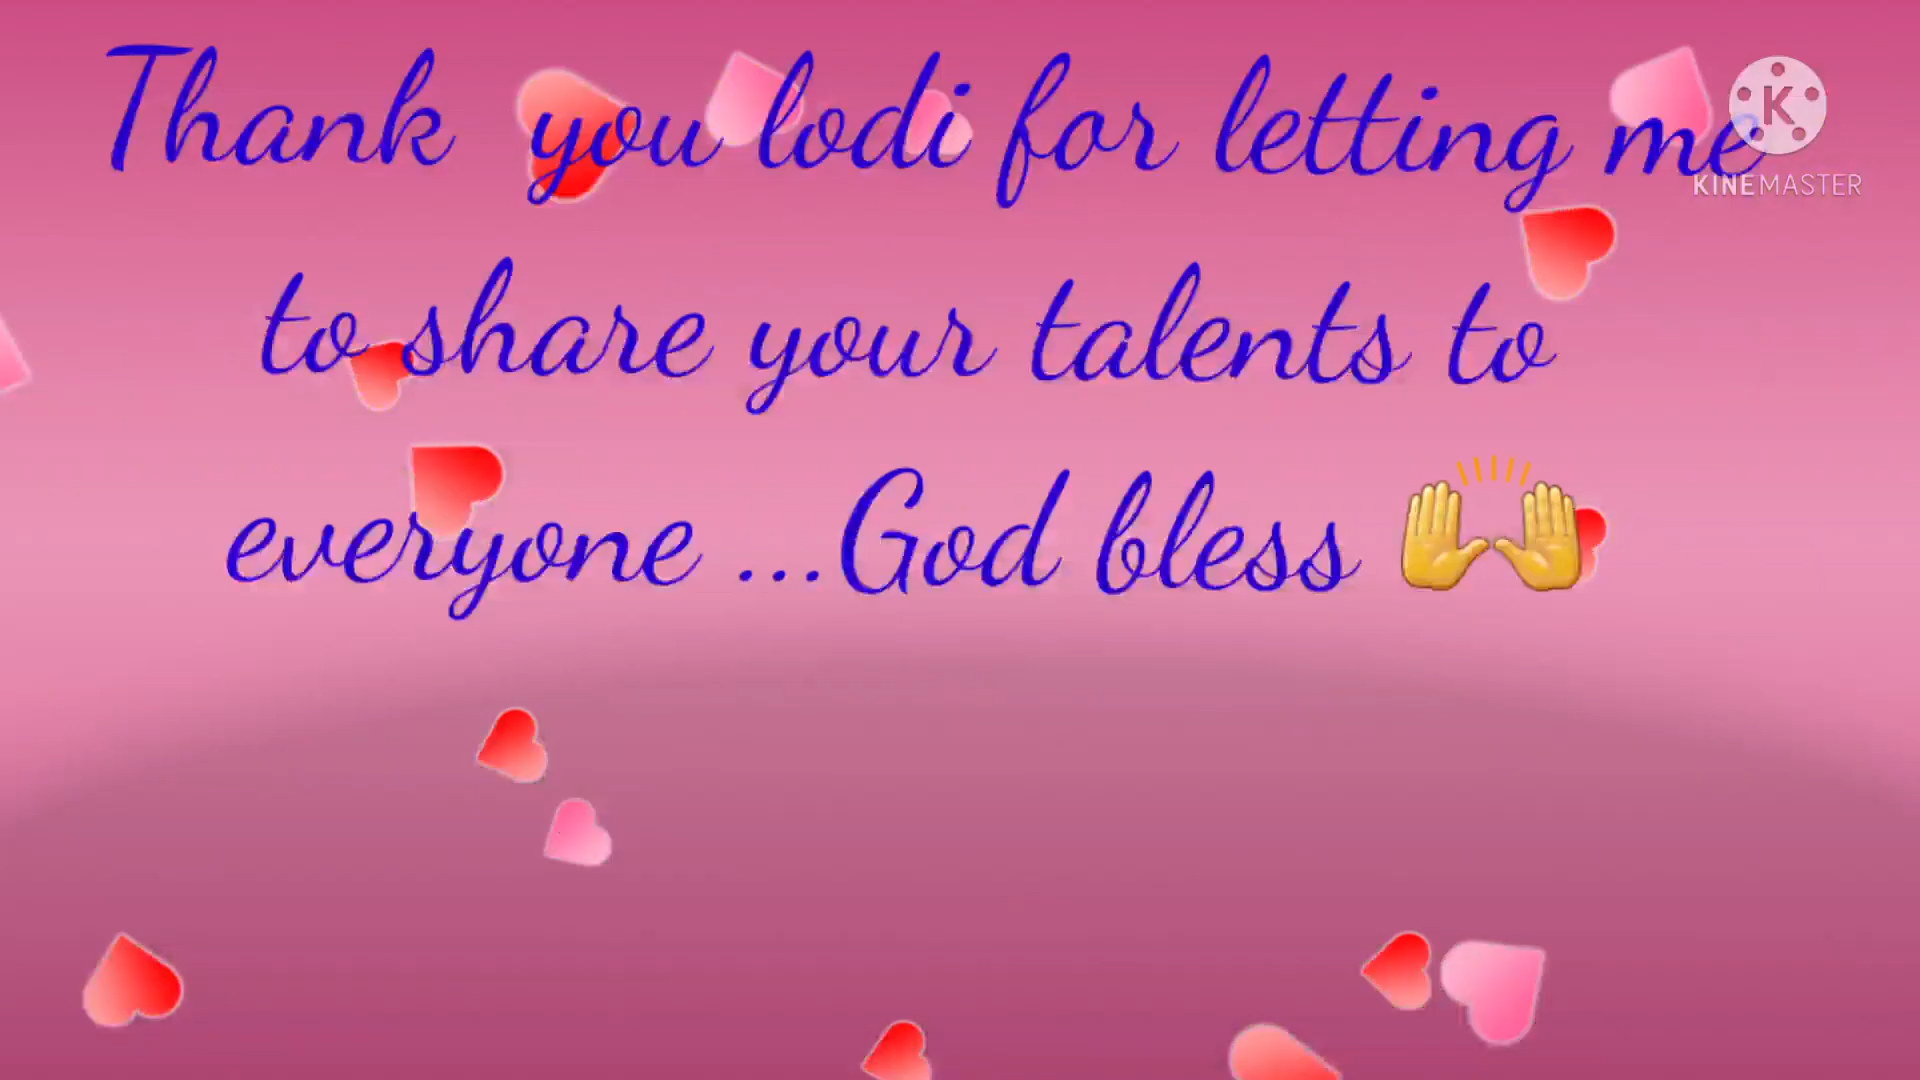 Thank you lodi for letting me
K
KINEMASTER
to share your talents to
everyone ...God bless 🙌